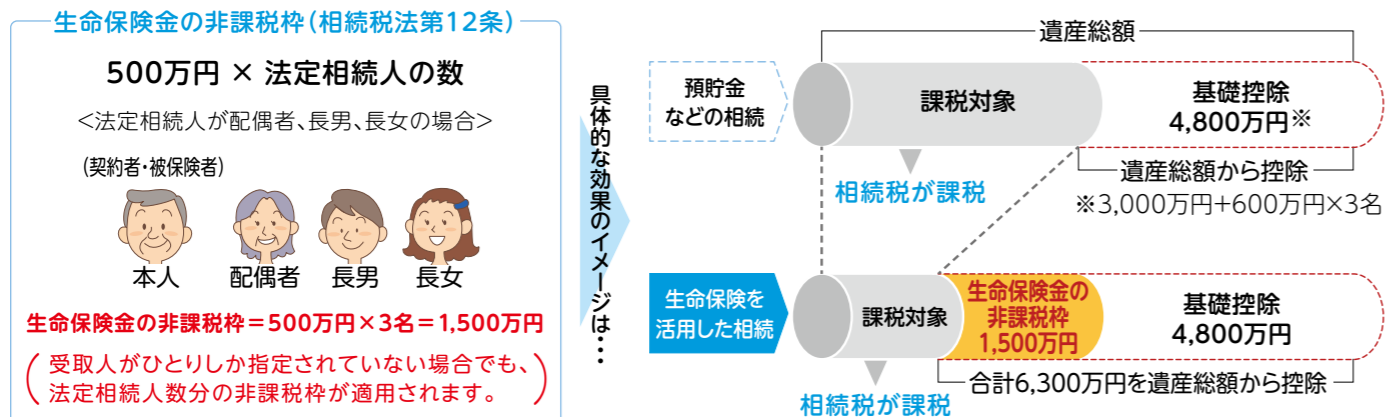 生命保険金の非課税枠(相続税法第12条)
500万円 × 法定相続人の数
<法定相続人が配偶者、長男、長女の場合>
(契約者・被保険者)
本人 配偶者 長男 長女
生命保険金の非課税枠=500万円×3名=1,500万円
(受取人がひとりしか指定されていない場合でも、
法定相続人数分の非課税枠が適用されます。)
具体的な効果のイメージは・・・
遺産総額
預貯金
などの相続
課税対象
基礎控除
4,800万円※
相続税が課税
遺産総額から控除
※3,000万円+600万円×3名
生命保険を
活用した相続
課税対象
生命保険金の
非課税枠
1,500万円
基礎控除
4,800万円
合計6,300万円を遺産総額から控除
相続税が課税